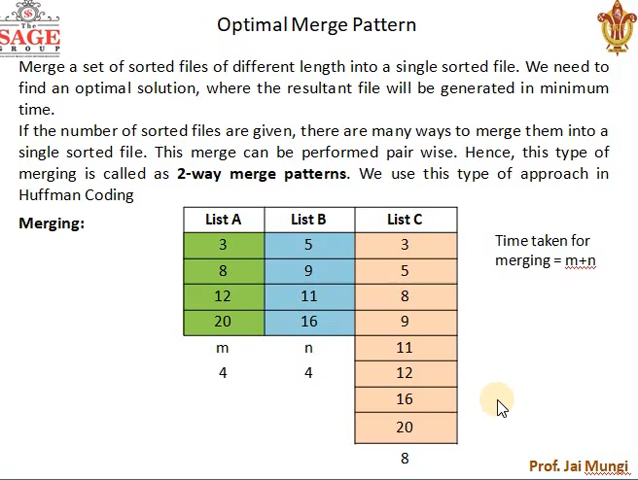 The
SAGE
GROUP
Optimal Merge Pattern
Merge a set of sorted files of different length into a single sorted file. We need to
find an optimal solution, where the resultant file will be generated in minimum
time.
If the number of sorted files are given, there are many ways to merge them into a
single sorted file. This merge can be performed pair wise. Hence, this type of
merging is called as 2-way merge patterns. We use this type of approach in
Huffman Coding
Merging:
List A List B List C
3 5 3
8 9 5
12 11 8
20 16 9
m n 11
4 4 12
16
20
8
Time taken for
merging = m+n
Prof. Jai Mungi